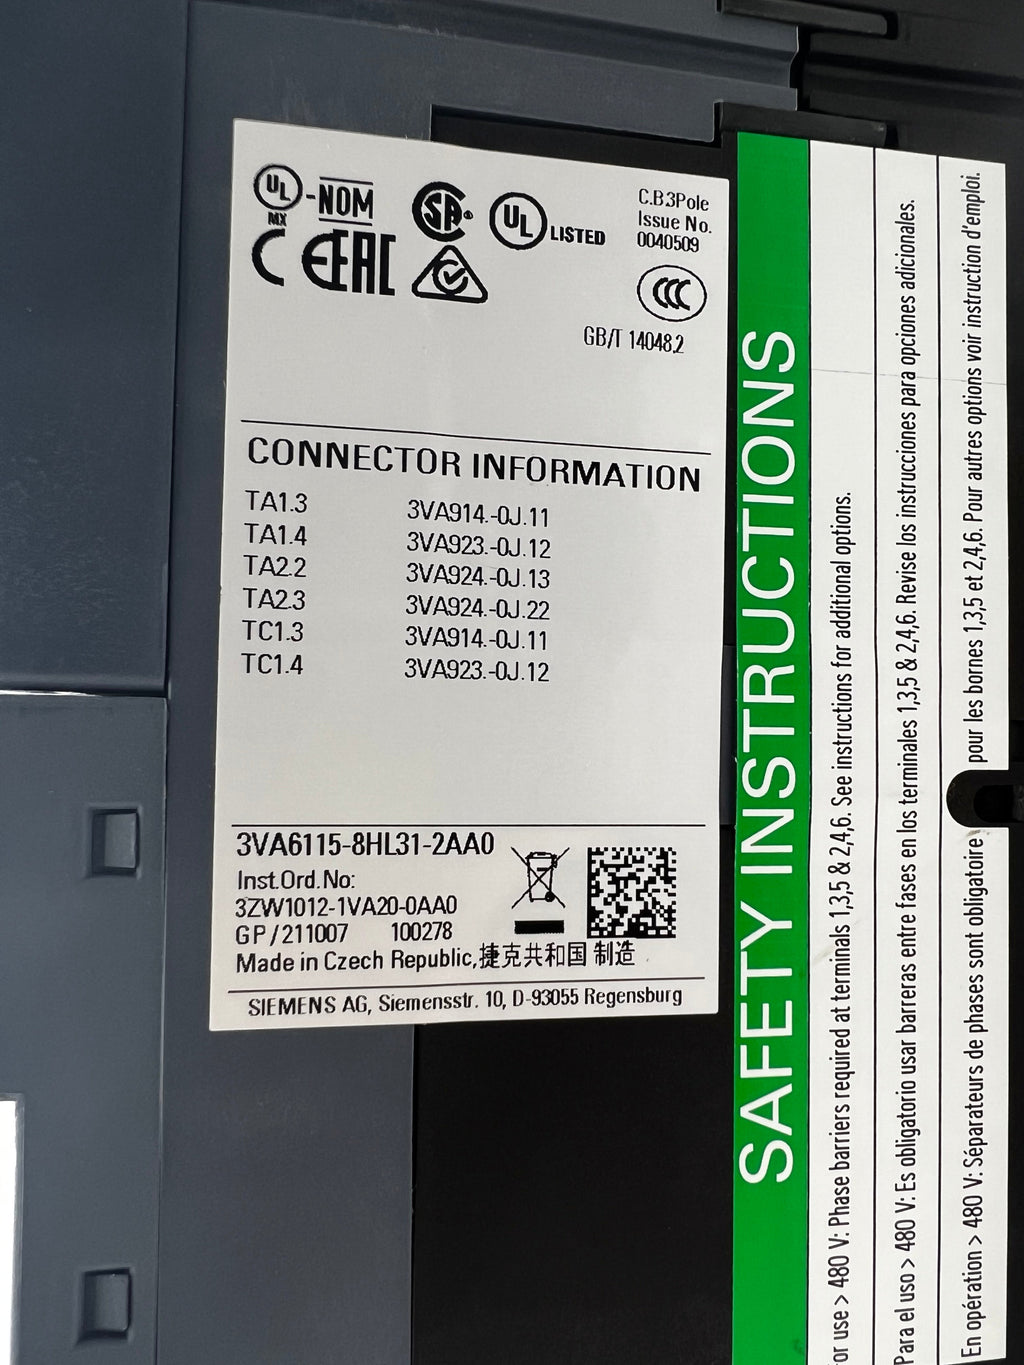 UL
MX
-NOM
SA
UL LISTED
C.B3Pole
Issue No.
0040509
CE EAC
CCC
GB/T 14048.2
CONNECTOR INFORMATION
TA1.3 3VA914.-0J.11
TA1.4 3VA923.-0J.12
TA2.2 3VA924.-0J.13
TA2.3 3VA924.-0J.22
TC1.3 3VA914.-0J.11
TC1.4 3VA923.-0J.12
3VA6115-8HL31-2AA0
Inst.Ord.No:
3ZW1012-1VA20-0AA0
GP/211007 100278
Made in Czech Republic,捷克共和国 制造
SIEMENS AG, Siemensstr. 10, D-93055 Regensburg
SAFETY INSTRUCTIONS
or use > 480 V: Phase barriers required at terminals 1,3,5 & 2,4,6. See instructions for additional options.
Para el uso > 480 V: Es obligatorio usar barreras entre fases en los terminales 1,3,5 & 2,4,6. Revise los instrucciones para opciones adicionales.
En opération > 480 V: Séparateurs de phases sont obligatoire pour les bornes 1,3,5 et 2,4,6. Pour autres options voir instruction d'emploi.